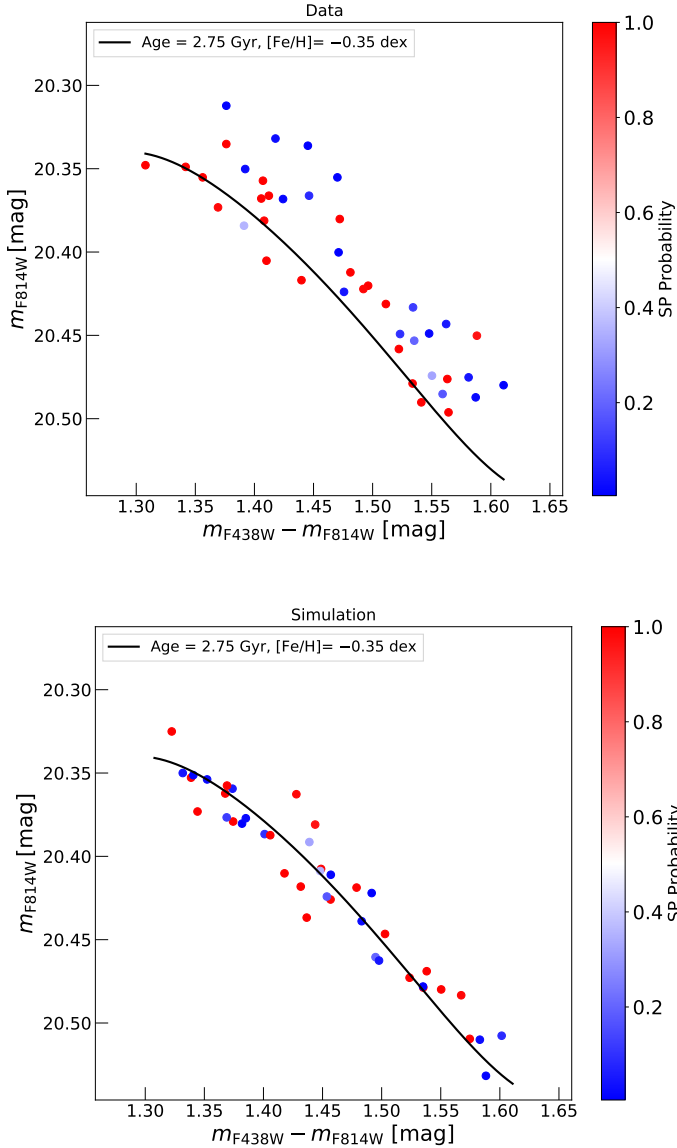 Data
Age = 2.75 Gyr, [Fe/H]= −0.35 dex
20.30
20.35
20.40
20.45
20.50
m_F814W [mag]
1.30 1.35 1.40 1.45 1.50 1.55 1.60 1.65
m_F438W − m_F814W [mag]
1.0
0.8
0.6
0.4
0.2
SP Probability
Simulation
Age = 2.75 Gyr, [Fe/H]= −0.35 dex
20.30
20.35
20.40
20.45
20.50
m_F814W [mag]
1.30 1.35 1.40 1.45 1.50 1.55 1.60 1.65
m_F438W − m_F814W [mag]
1.0
0.8
0.6
0.4
0.2
SP Probability